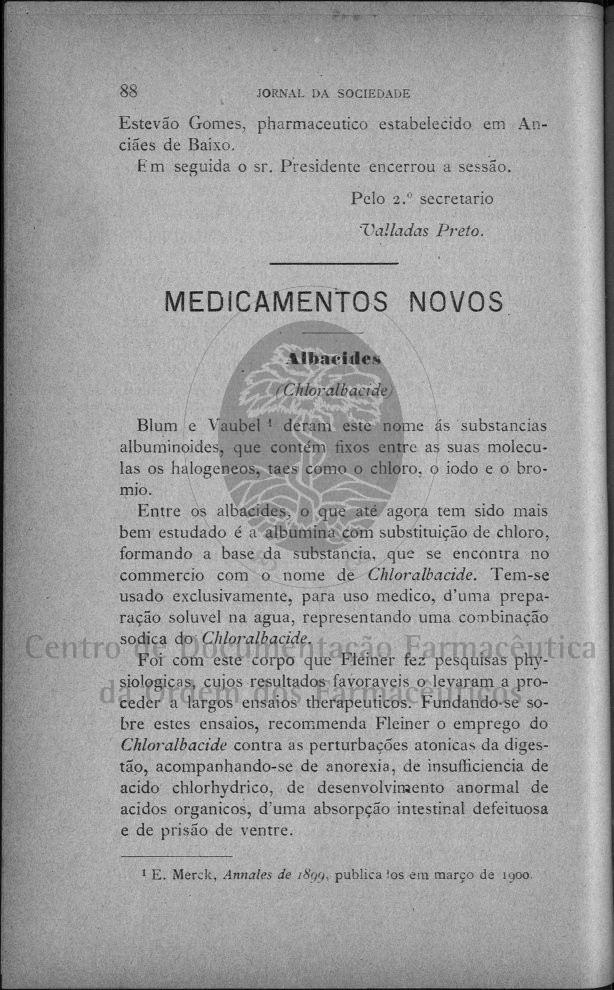 88
JORNAL DA SOCIEDADE
Estevão Gomes, pharmaceutico estabelecido em An-
ciães de Baixo.
Em seguida o sr. Presidente encerrou a sessão.
Pelo 2.º secretario
Valladas Preto.
MEDICAMENTOS NOVOS
Albacides
(Chloralbacide)
Blum e Vaubel ¹ deram este nome ás substancias
albuminoides, que contém fixos entre as suas molecu-
las os halogeneos, taes como o chloro, o iodo e o bro-
mio.
Entre os albacides, o que até agora tem sido mais
bem estudado é a albumina com substituição de chloro,
formando a base da substancia, que se encontra no
commercio com o nome de Chloralbacide. Tem-se
usado exclusivamente, para uso medico, d'uma prepa-
ração soluvel na agua, representando uma combinação
sodica do Chloralbacide.
Foi com este corpo que Fleiner fez pesquisas phy-
siologicas, cujos resultados favoraveis o levaram a pro-
ceder a largos ensaios therapeuticos. Fundando-se so-
bre estes ensaios, recommenda Fleiner o emprego do
Chloralbacide contra as perturbações atonicas da diges-
tão, acompanhando-se de anorexia, de insufficiencia de
acido chlorhydrico, de desenvolvimento anormal de
acidos organicos, d'uma absorpção intestinal defeituosa
e de prisão de ventre.
¹ E. Merck, Annales de 1899, publicados em março de 1900.
Centro de Documentação Farmacêutica
da Ordem dos Farmacêuticos